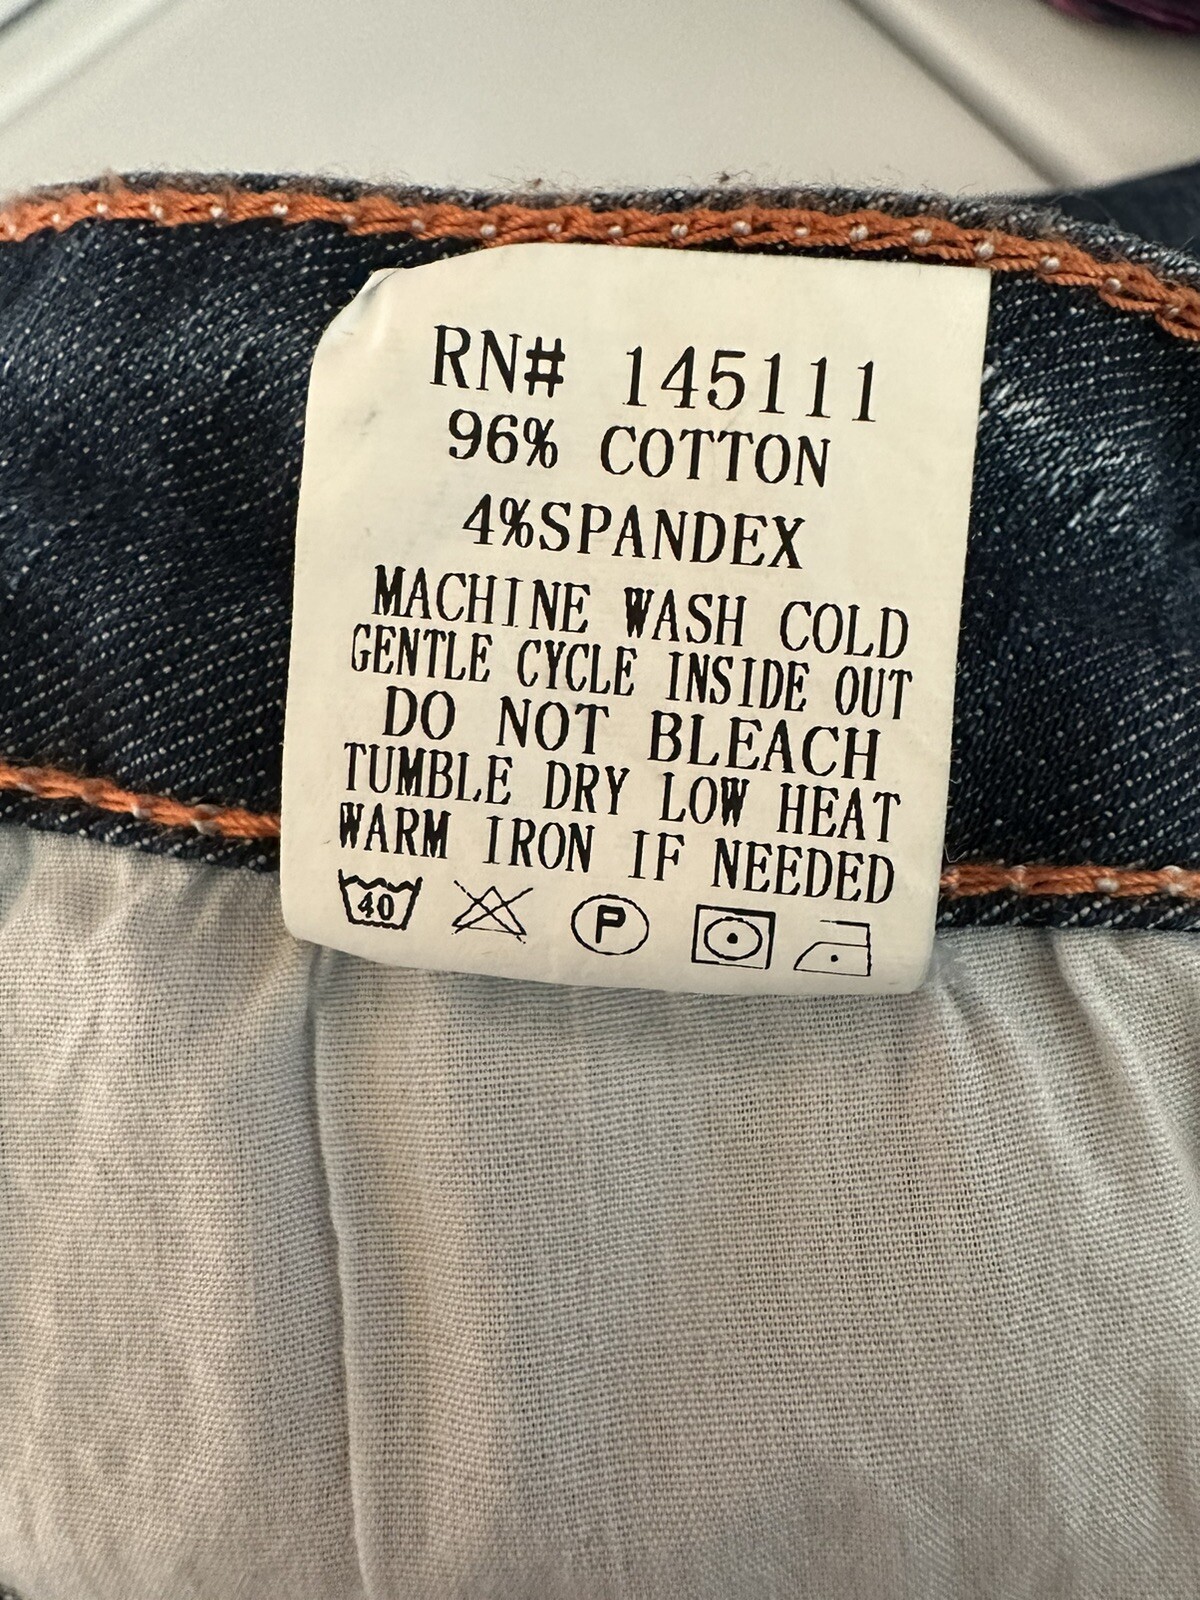 RN# 145111
96% COTTON
4%SPANDEX
MACHINE WASH COLD
GENTLE CYCLE INSIDE OUT
DO NOT BLEACH
TUMBLE DRY LOW HEAT
WARM IRON IF NEEDED
40 P